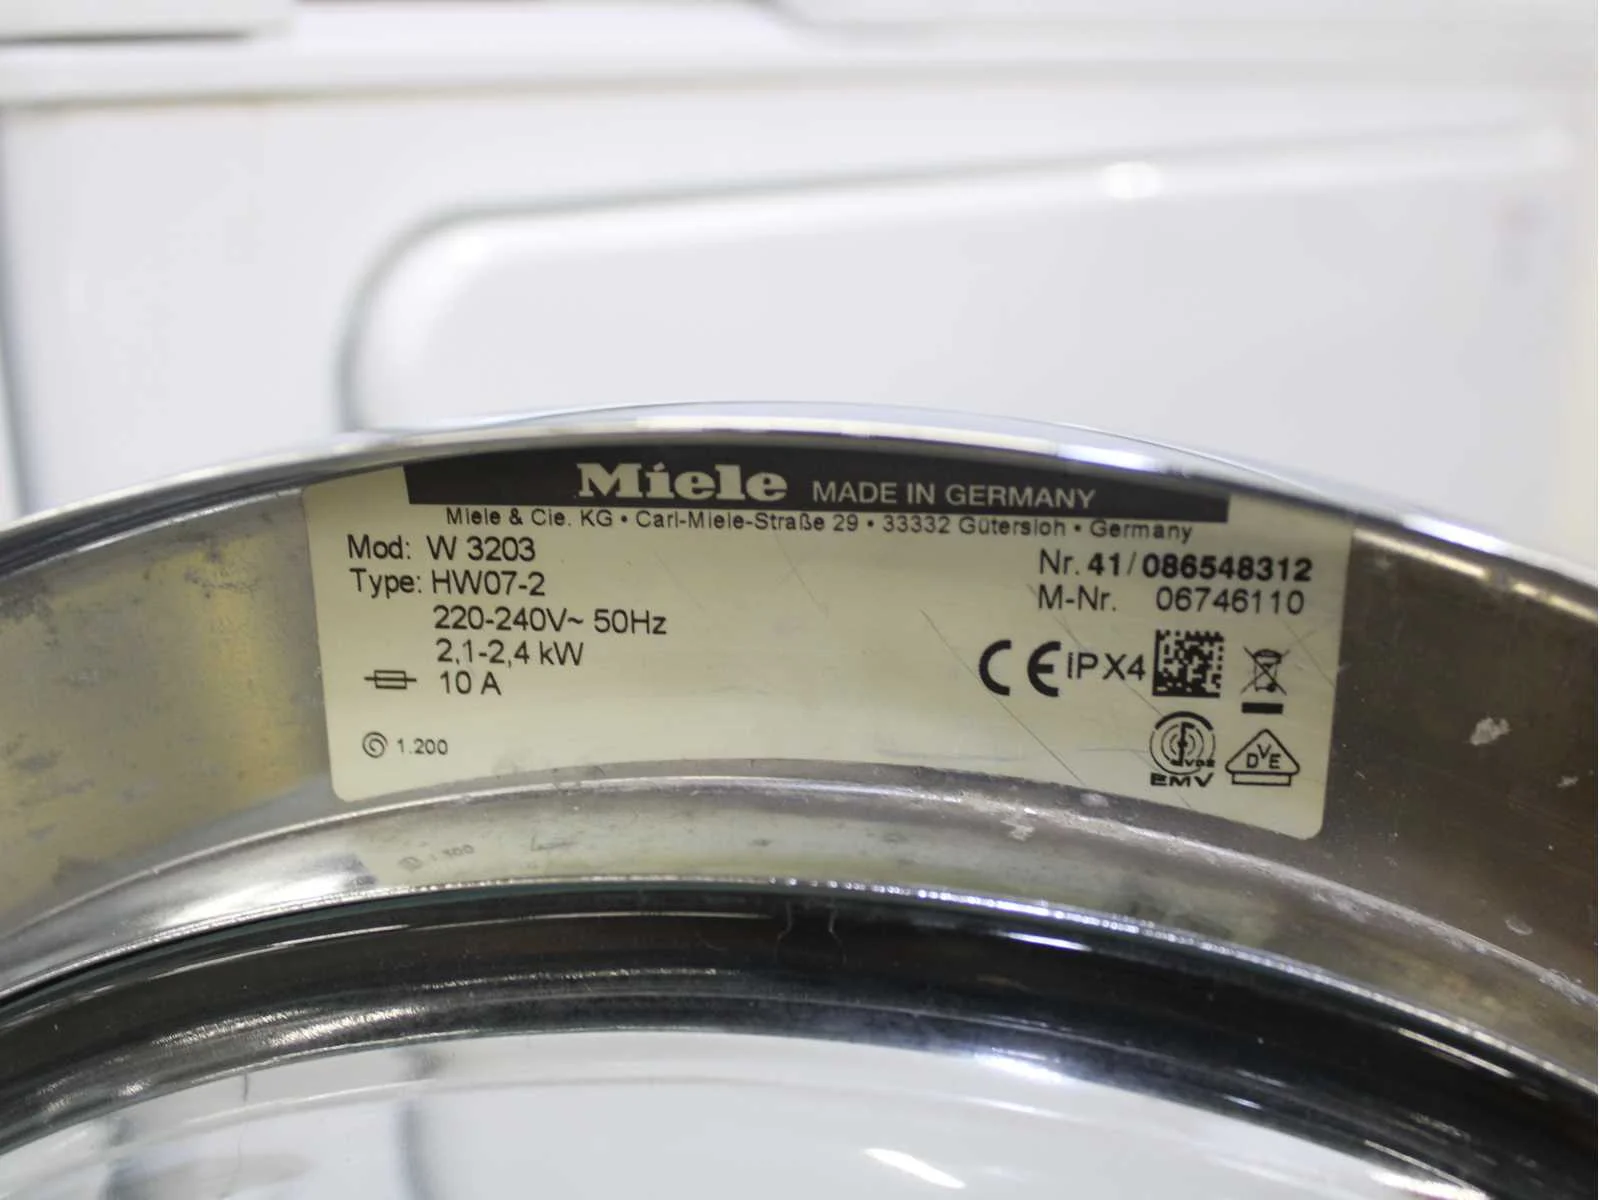 Miele MADE IN GERMANY
Miele & Cie. KG • Carl-Miele-Straße 29 • 33332 Gütersloh • Germany
Mod: W 3203
Type: HW07-2
220-240V~ 50Hz
2,1-2,4 kW
10 A
1.200
Nr. 41/086548312
M-Nr. 06746110
CE IPX4
VDE
EMV
DVE